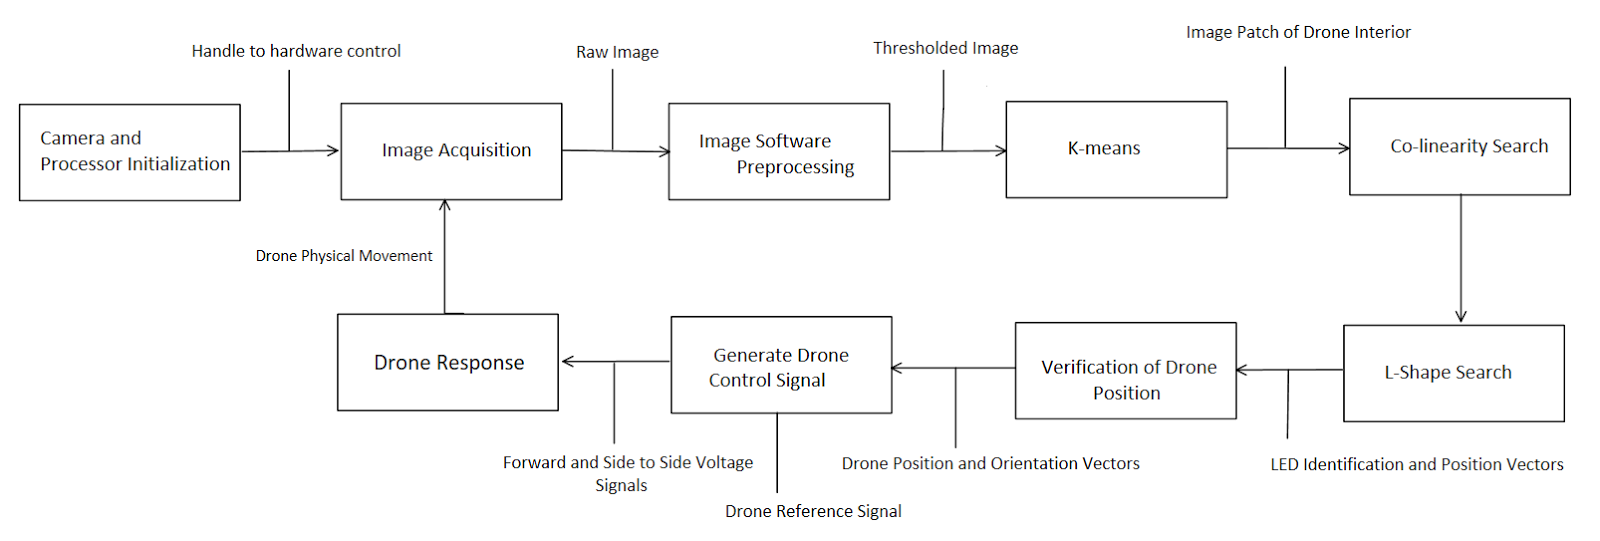 Handle to hardware control
Raw Image
Thresholded Image
Image Patch of Drone Interior
Camera and
Processor Initialization
Image Acquisition
Image Software
Preprocessing
K-means
Co-linearity Search
Drone Physical Movement
Drone Response
Generate Drone
Control Signal
Verification of Drone
Position
L-Shape Search
Forward and Side to Side Voltage
Signals
Drone Position and Orientation Vectors
LED Identification and Position Vectors
Drone Reference Signal